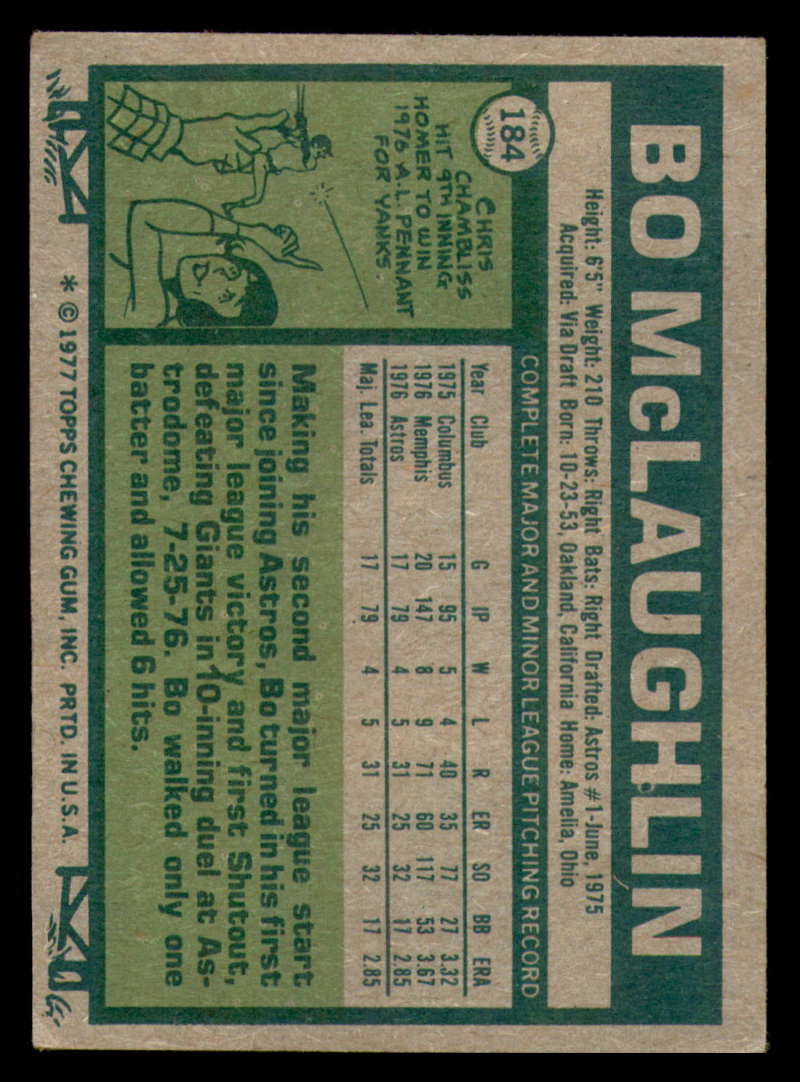 BO McLAUGHLIN
Height: 6'5" Weight: 210 Throws: Right Bats: Right Drafted: Astros #1-June, 1975
Acquired: Via Draft Born: 10-23-53, Oakland, California Home: Amelia, Ohio
184
COMPLETE MAJOR AND MINOR LEAGUE PITCHING RECORD
Year Club G IP W L R ER SO BB ERA
1975 Columbus 15 95 5 4 40 35 77 27 3.32
1976 Memphis 20 147 8 9 71 60 117 53 3.67
1976 Astros 17 79 4 5 31 25 32 17 2.85
Maj. Lea. Totals 17 79 4 5 31 25 32 17 2.85
CHRIS
CHAMBLISS
HIT 9TH INNING
HOMER TO WIN
1976 A.L. PENNANT
FOR YANKS.
Making his second major league start
since joining Astros, Bo turned in his first
major league victory and first Shutout,
defeating Giants in 10-inning duel at As-
trodome, 7-25-76. Bo walked only one
batter and allowed 6 hits.
* © 1977 TOPPS CHEWING GUM, INC. PRTD. IN U.S.A.